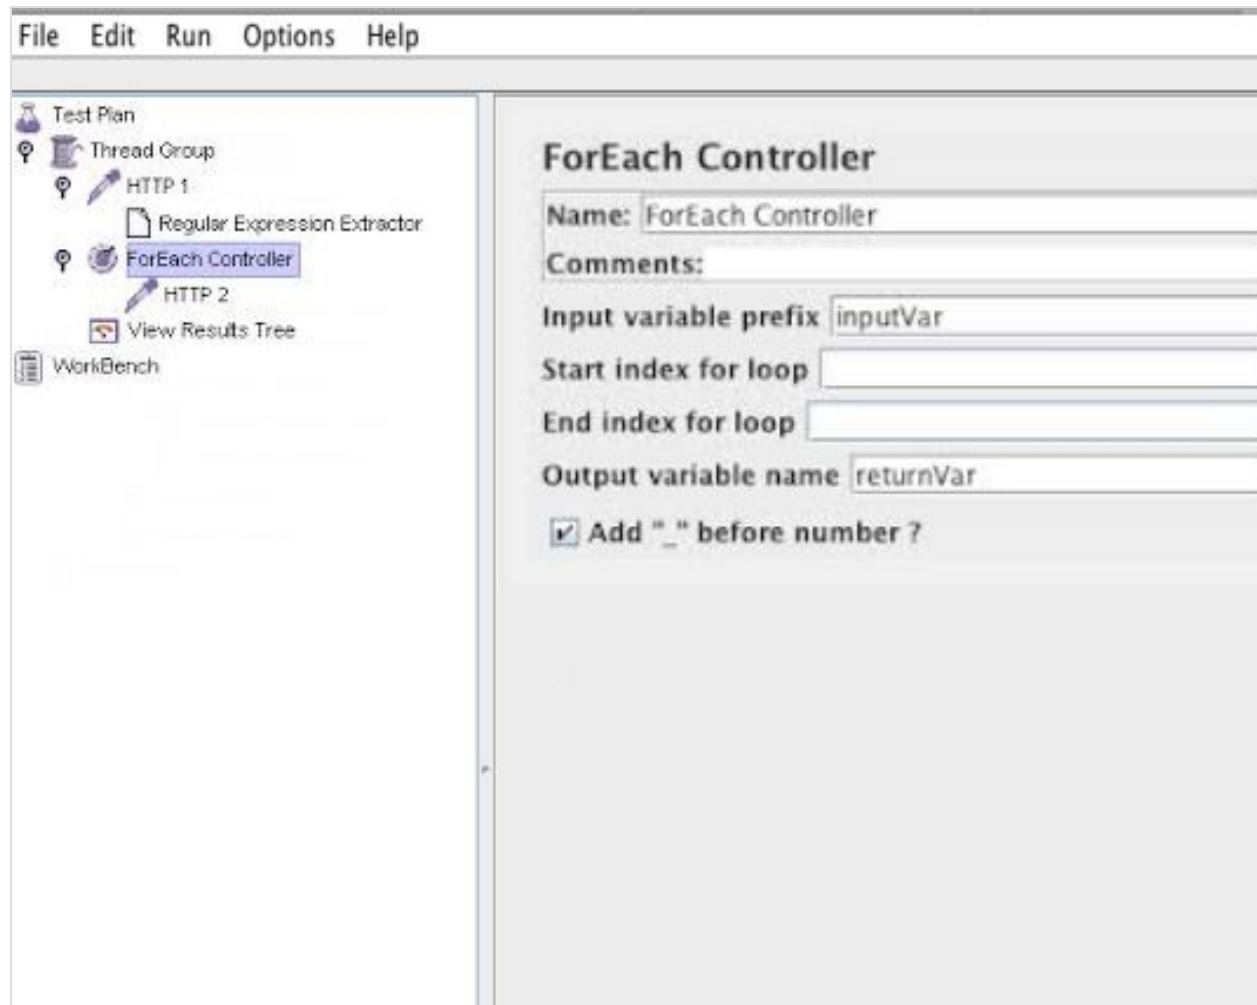 File Edit Run Options Help
Test Plan
Thread Group
HTTP 1
Regular Expression Extractor
ForEach Controller
HTTP 2
View Results Tree
WorkBench
ForEach Controller
Name: ForEach Controller
Comments:
Input variable prefix inputVar
Start index for loop
End index for loop
Output variable name returnVar
Add "_" before number ?